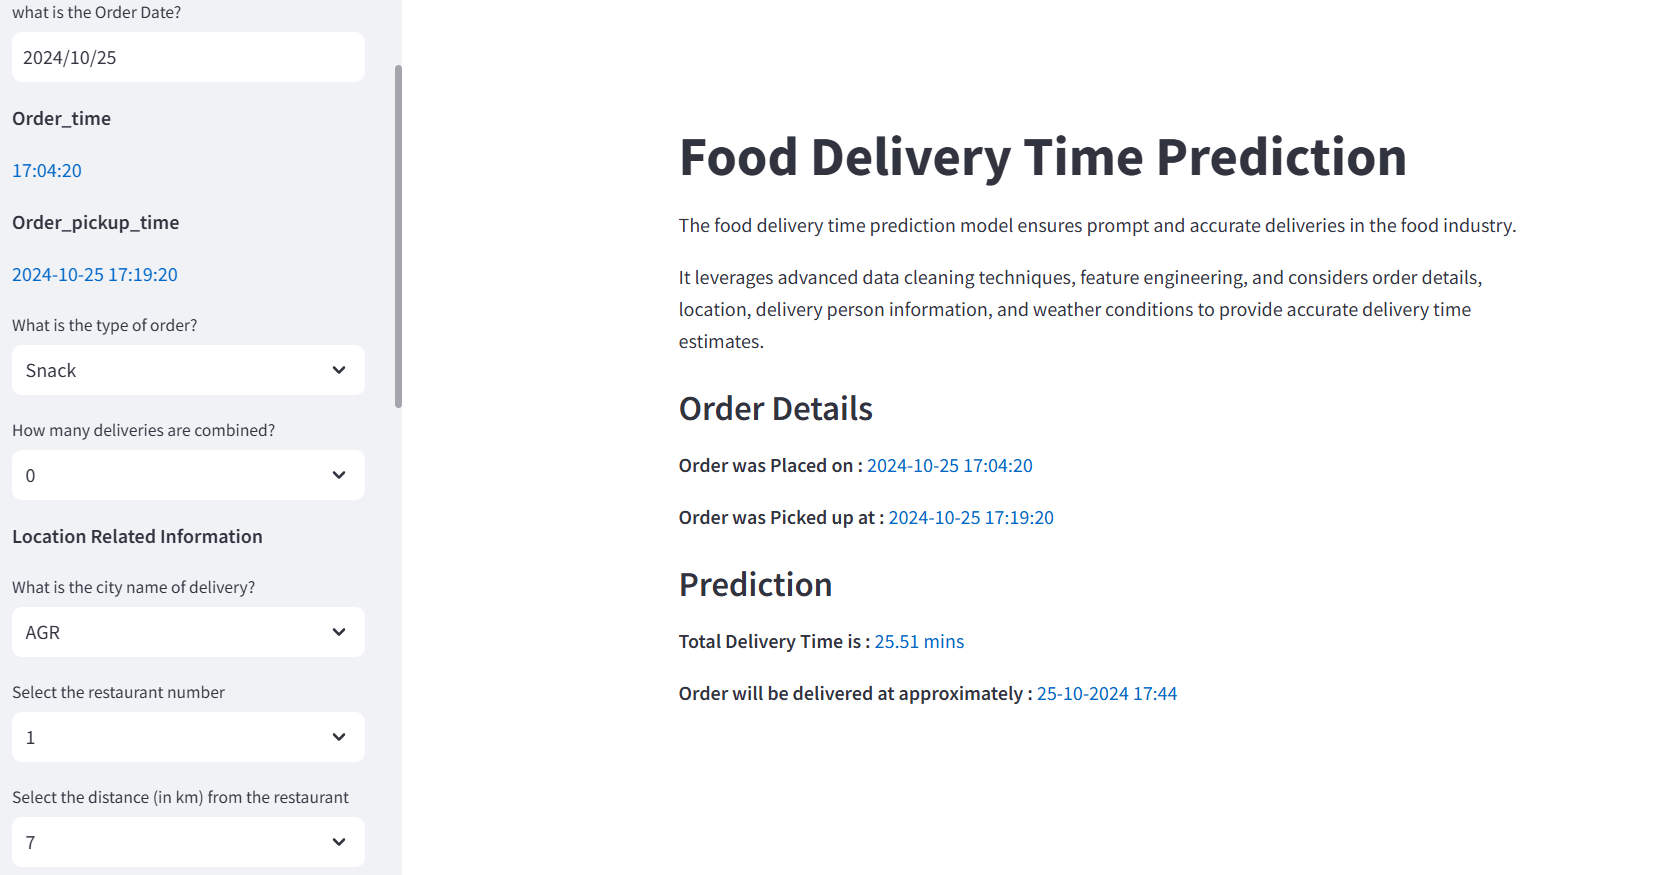 what is the Order Date?
2024/10/25
Order_time
17:04:20
Order_pickup_time
2024-10-25 17:19:20
What is the type of order?
Snack
How many deliveries are combined?
0
Location Related Information
What is the city name of delivery?
AGR
Select the restaurant number
1
Select the distance (in km) from the restaurant
7
Food Delivery Time Prediction
The food delivery time prediction model ensures prompt and accurate deliveries in the food industry.
It leverages advanced data cleaning techniques, feature engineering, and considers order details,
location, delivery person information, and weather conditions to provide accurate delivery time
estimates.
Order Details
Order was Placed on : 2024-10-25 17:04:20
Order was Picked up at : 2024-10-25 17:19:20
Prediction
Total Delivery Time is : 25.51 mins
Order will be delivered at approximately : 25-10-2024 17:44